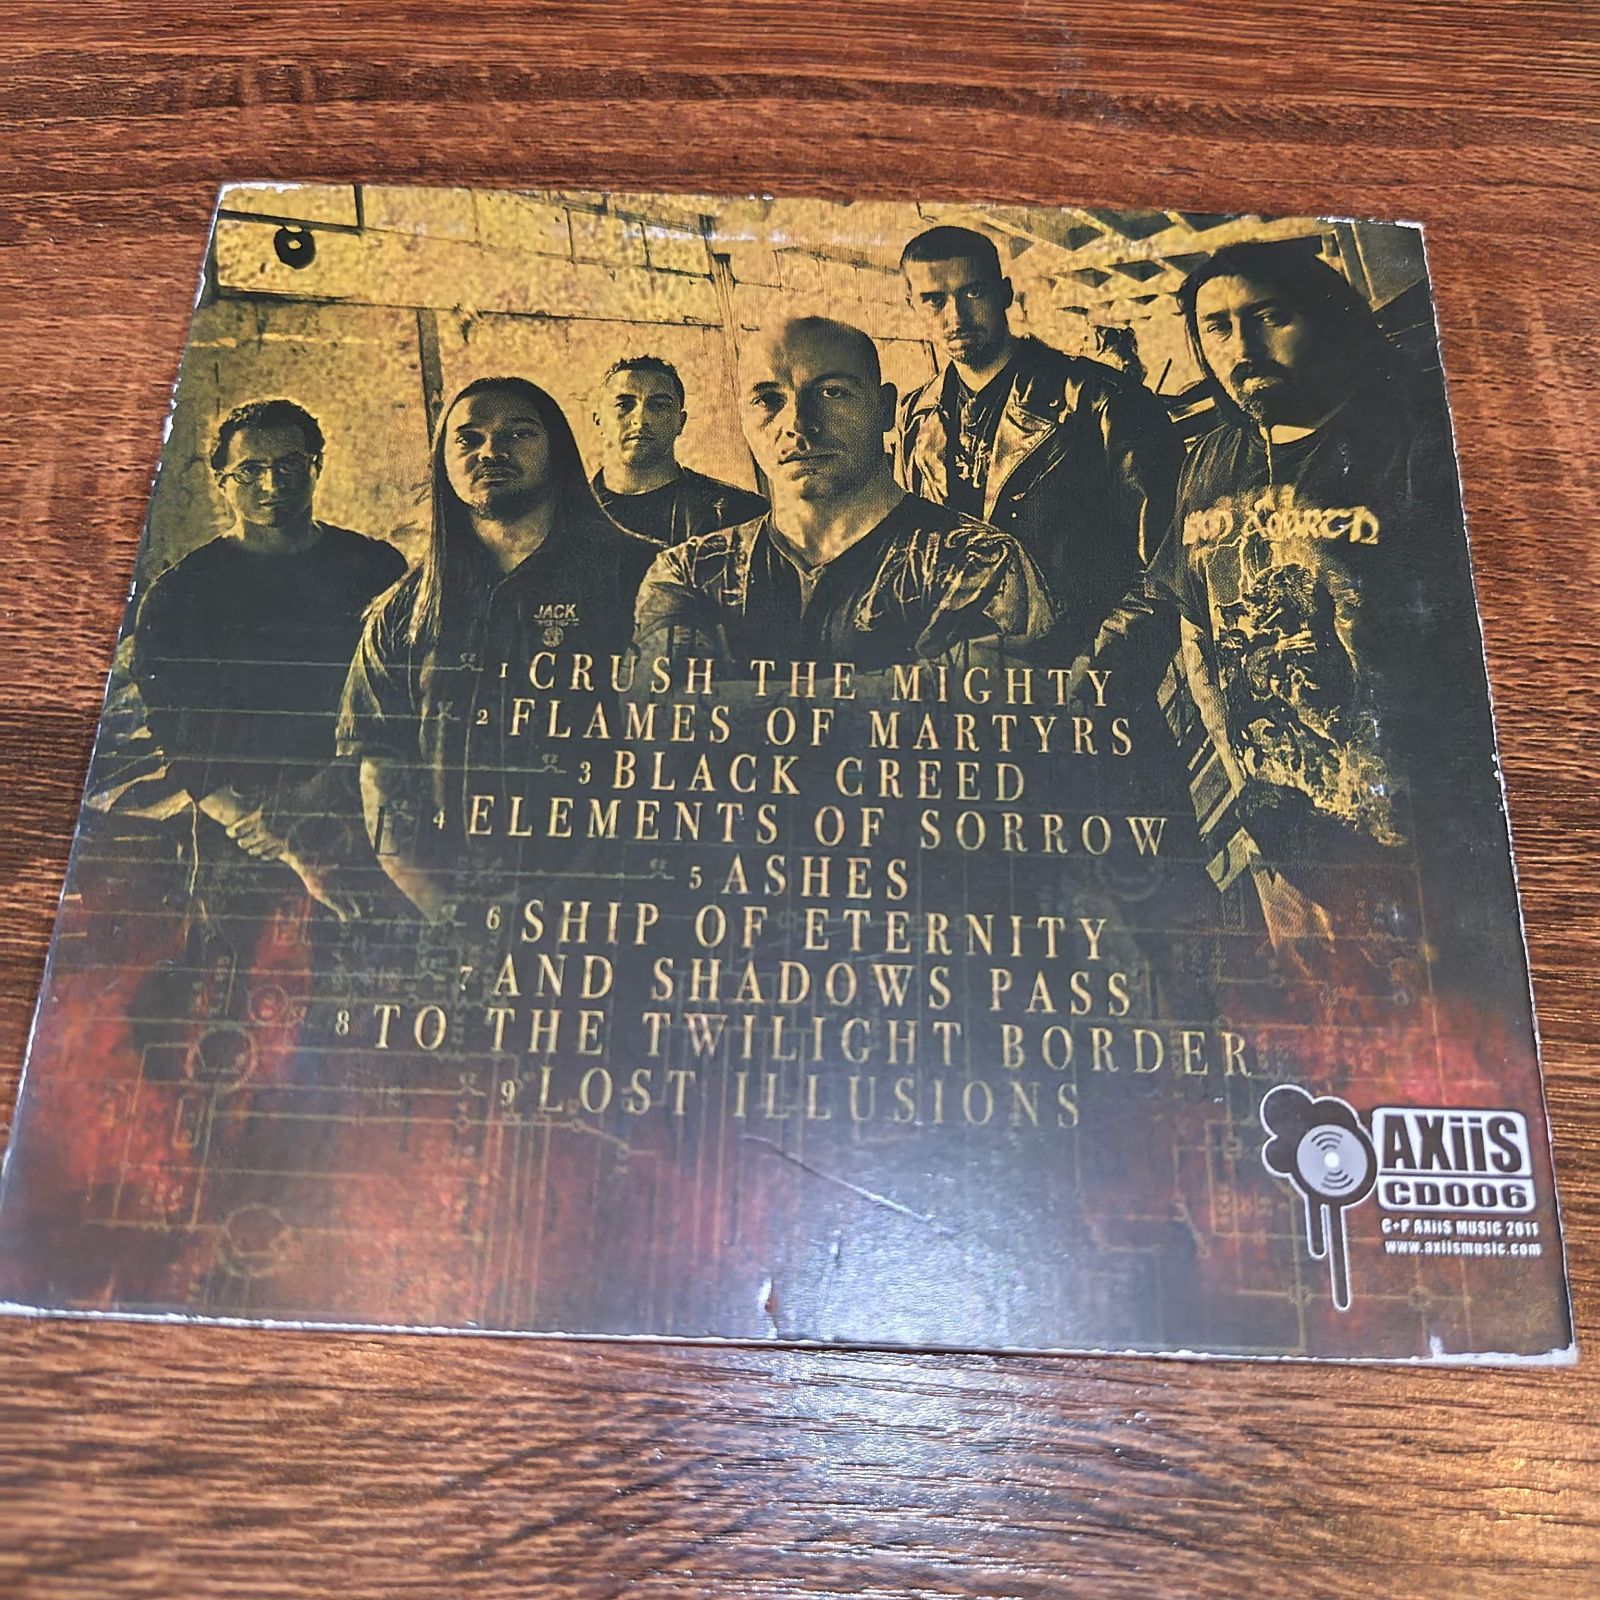 JACK
MON AMARTH
1 CRUSH THE MIGHTY
2 FLAMES OF MARTYRS
3 BLACK CREED
4 ELEMENTS OF SORROW
5 ASHES
6 SHIP OF ETERNITY
7 AND SHADOWS PASS
8 TO THE TWILIGHT BORDER
9 LOST ILLUSIONS
AXiiS
CD006
C+P AXiiS MUSIC 2011
www.axiismusic.com